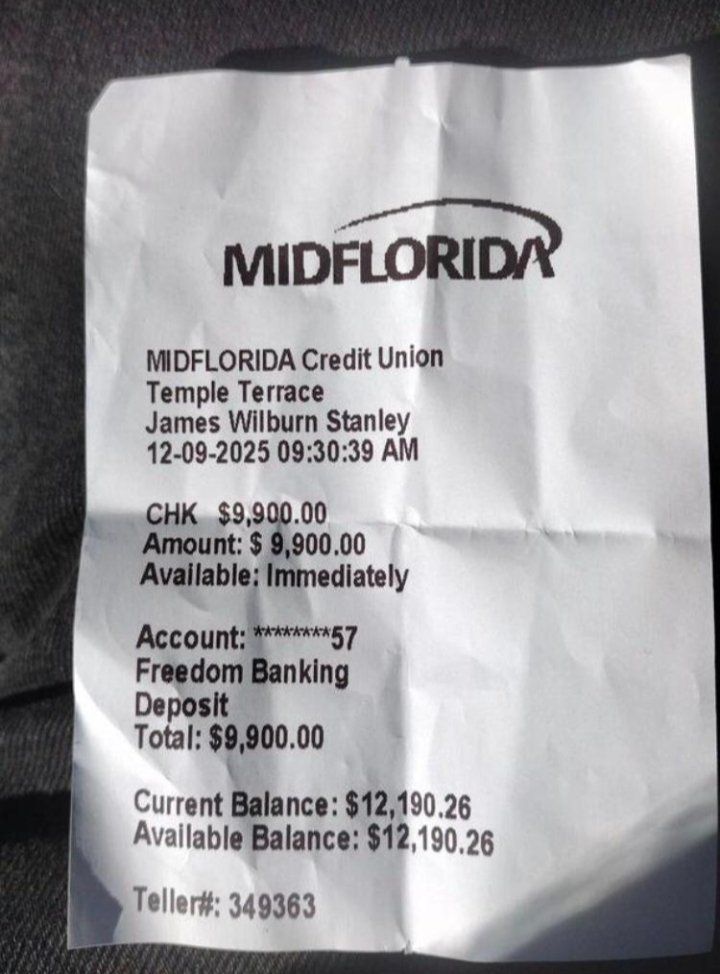 MIDFLORIDA
MIDFLORIDA Credit Union
Temple Terrace
James Wilburn Stanley
12-09-2025 09:30:39 AM
CHK $9,900.00
Amount: $ 9,900.00
Available: Immediately
Account: ********57
Freedom Banking
Deposit
Total: $9,900.00
Current Balance: $12,190.26
Available Balance: $12,190.26
Teller#: 349363